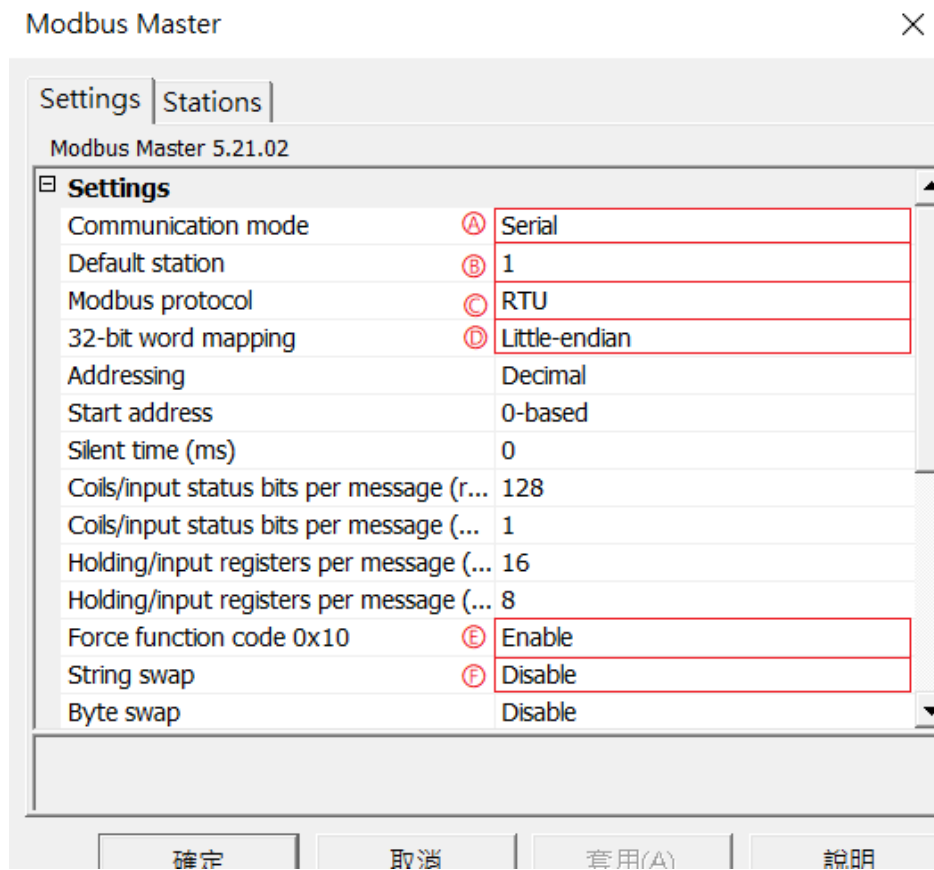 Modbus Master
Settings Stations
Modbus Master 5.21.02
Settings
Communication mode Ⓐ Serial
Default station Ⓑ 1
Modbus protocol Ⓒ RTU
32-bit word mapping Ⓓ Little-endian
Addressing Decimal
Start address 0-based
Silent time (ms) 0
Coils/input status bits per message (r... 128
Coils/input status bits per message (... 1
Holding/input registers per message (... 16
Holding/input registers per message (... 8
Force function code 0x10 Ⓔ Enable
String swap Ⓕ Disable
Byte swap Disable
確定 取消 套用(A) 說明